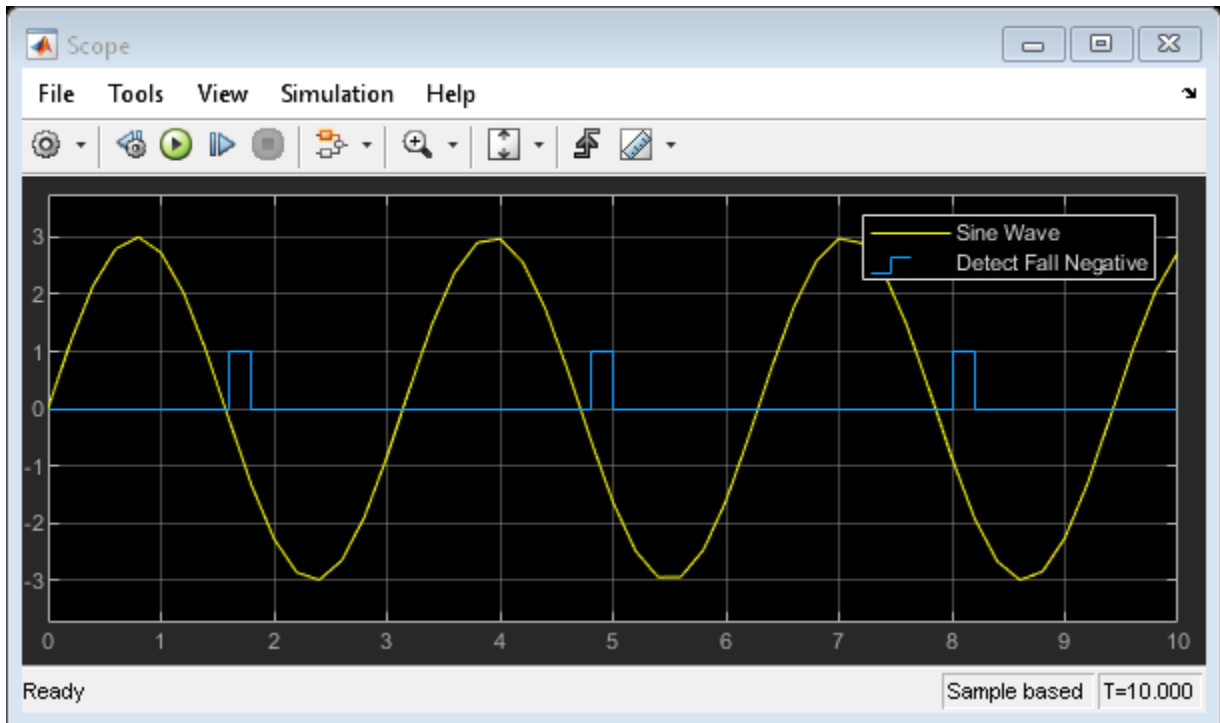 Scope
File Tools View Simulation Help
Sine Wave
Detect Fall Negative
3
2
1
0
-1
-2
-3
0 1 2 3 4 5 6 7 8 9 10
Ready Sample based T=10.000